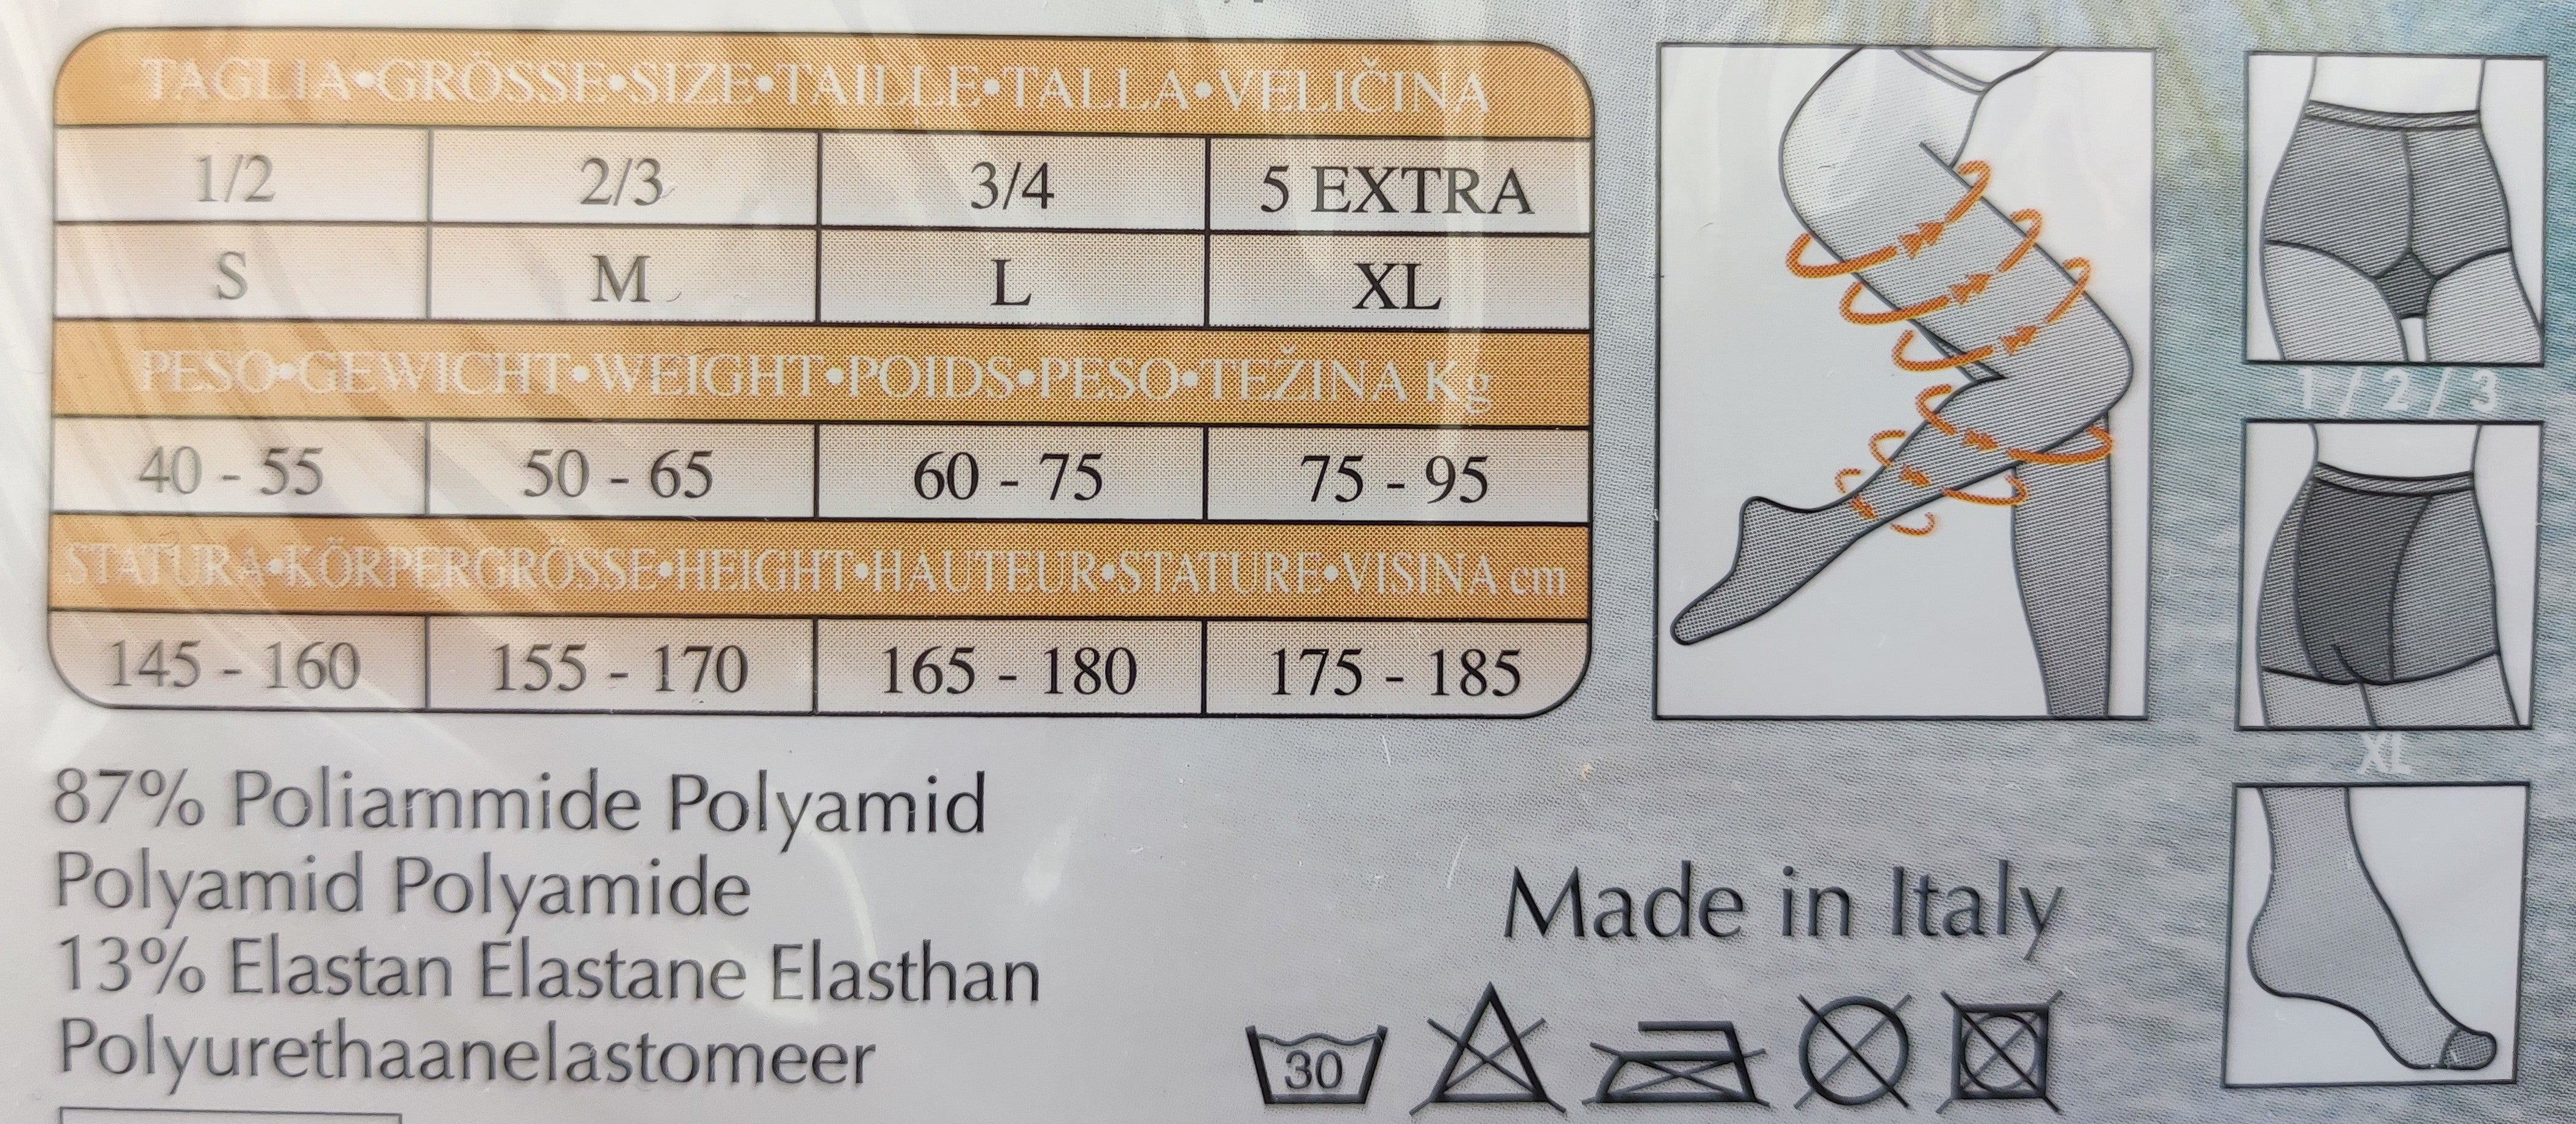 TAGLIA•GRÖSSE•SIZE•TAILLE•TALLA•VELIČINA
1/2 2/3 3/4 5 EXTRA
S M L XL
PESO•GEWICHT•WEIGHT•POIDS•PESO•TEŽINA Kg
40 - 55 50 - 65 60 - 75 75 - 95
STATURA•KÖRPERGRÖSSE•HEIGHT•HAUTEUR•STATURE•VISINA cm
145 - 160 155 - 170 165 - 180 175 - 185
1 / 2 / 3
XL
87% Poliammide Polyamid
Polyamid Polyamide
13% Elastan Elastane Elasthan
Polyurethaanelastomeer
Made in Italy
30